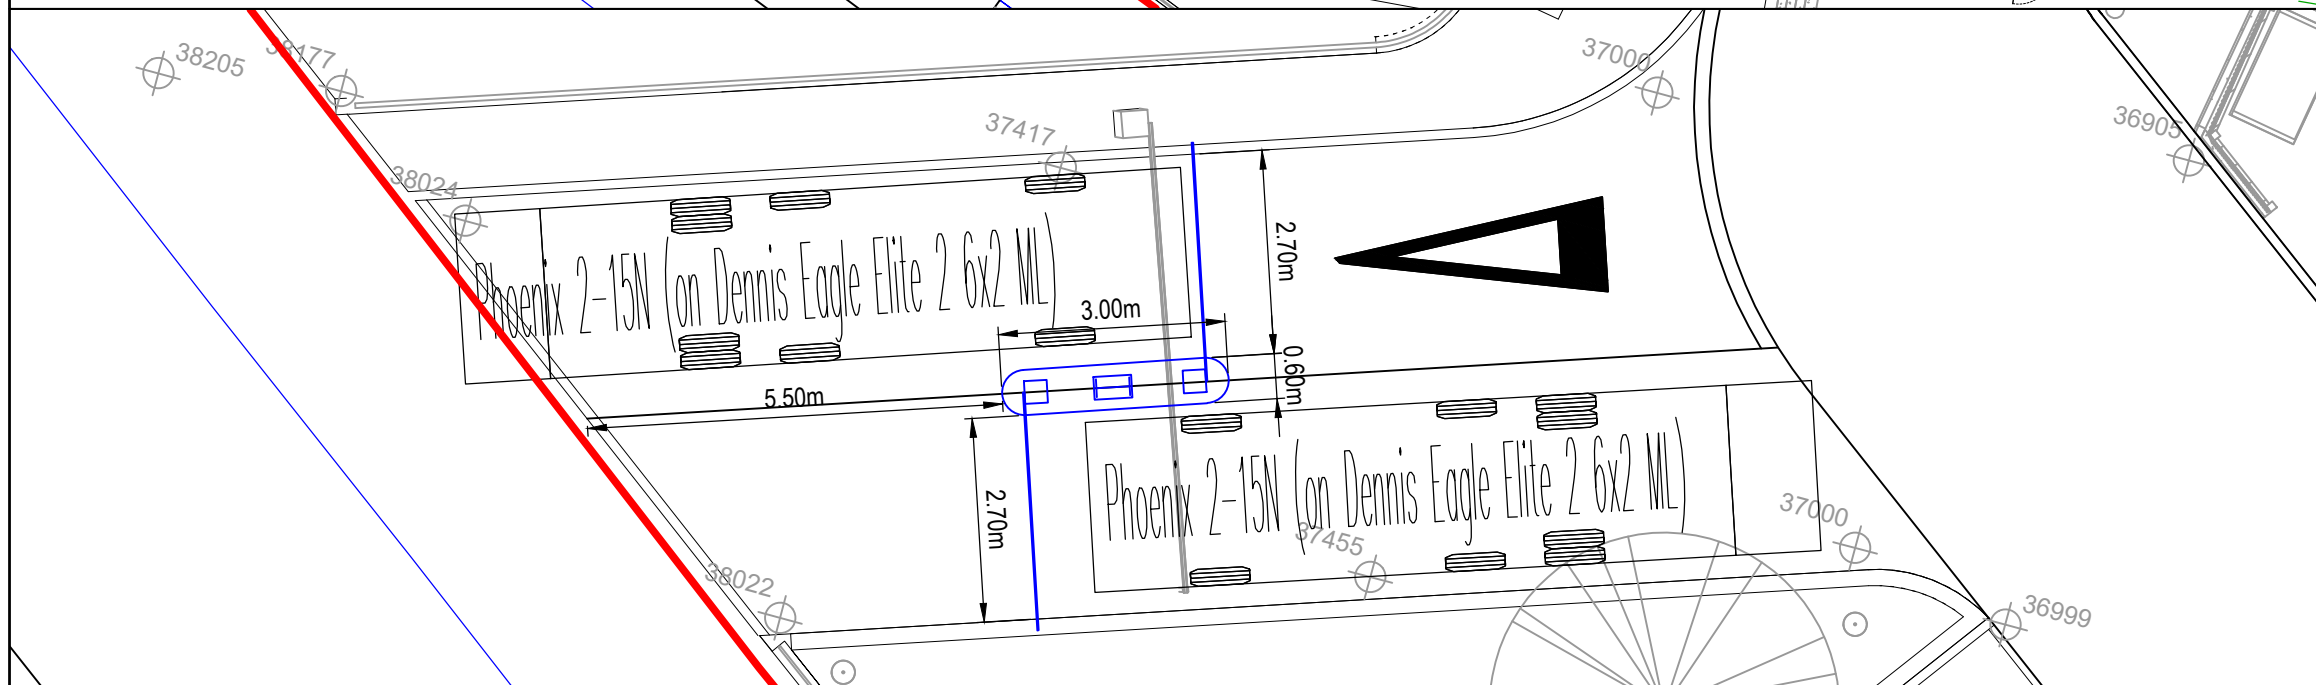 38205
38177
37000
37417
36905
38024
2.70m
Phoenix 2-15N (on Dennis Eagle Elite 2 6x2 ML)
3.00m
0.60m
5.50m
Phoenix 2-15N (on Dennis Eagle Elite 2 6x2 ML)
2.70m
37455
37000
38022
36999